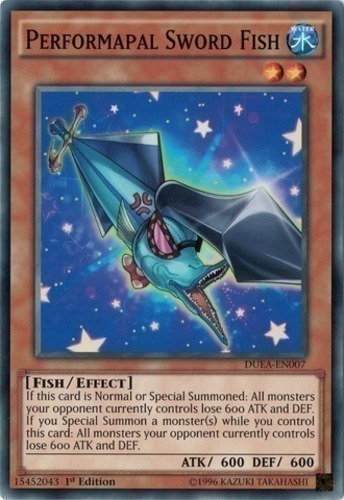 PERFORMAPAL SWORD FISH
WATER
水
DUEA-EN007
[FISH/EFFECT]
If this card is Normal or Special Summoned: All monsters
your opponent currently controls lose 600 ATK and DEF.
If you Special Summon a monster(s) while you control
this card: All monsters your opponent currently controls
lose 600 ATK and DEF.
ATK/ 600 DEF/ 600
15452043 1st Edition ©1996 KAZUKI TAKAHASHI